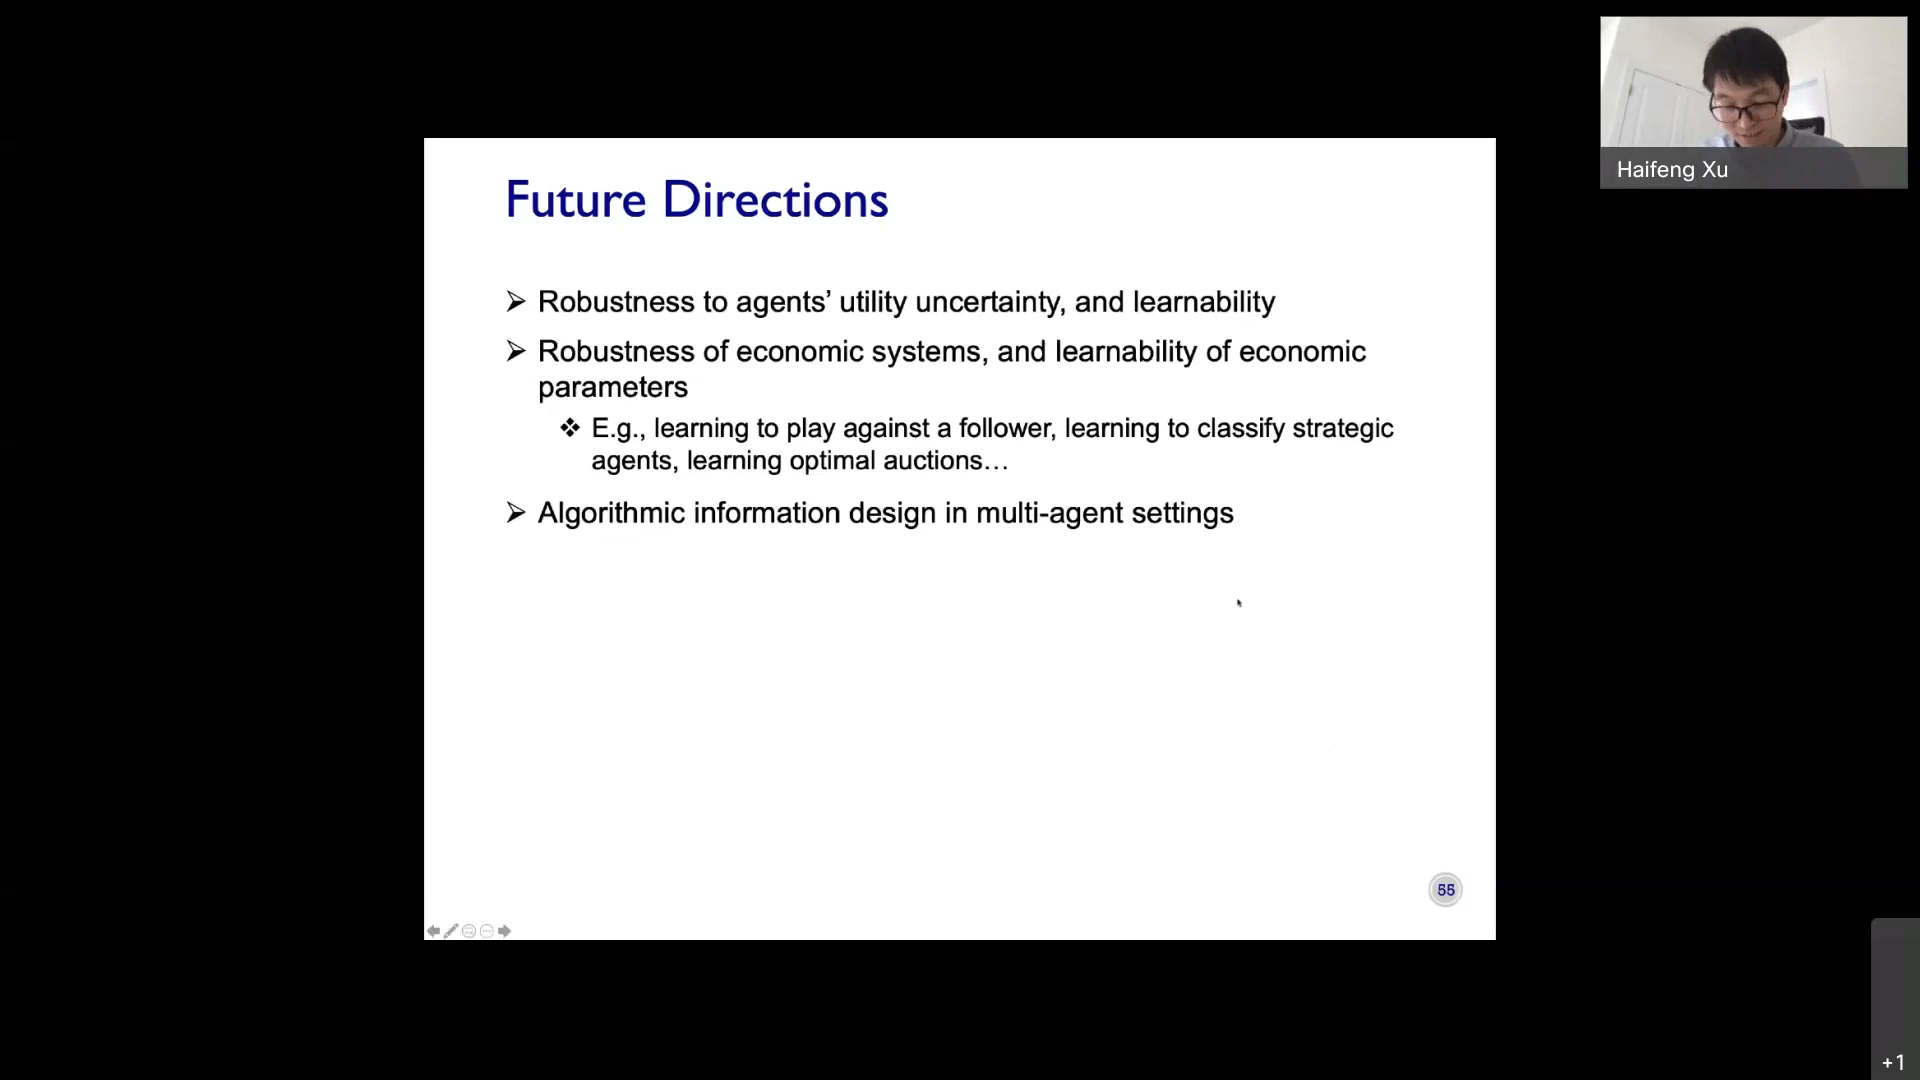 Haifeng Xu
Future Directions
➢ Robustness to agents’ utility uncertainty, and learnability
➢ Robustness of economic systems, and learnability of economic
parameters
❖ E.g., learning to play against a follower, learning to classify strategic
agents, learning optimal auctions…
➢ Algorithmic information design in multi-agent settings
55
+1